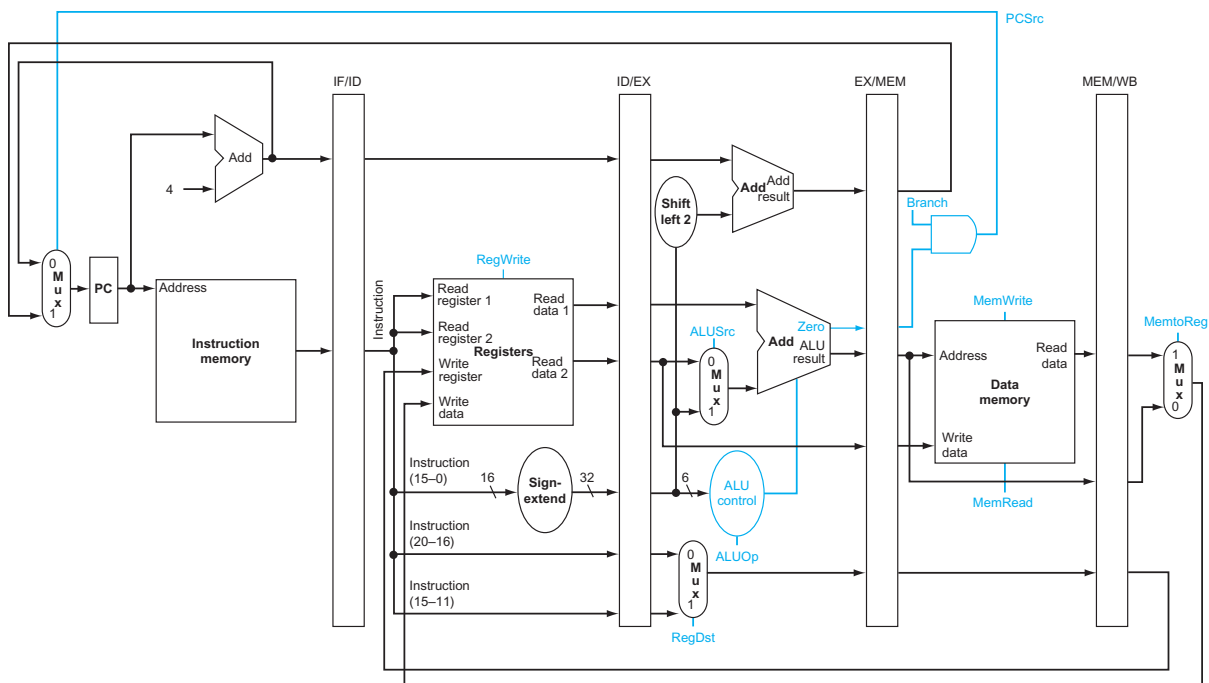 PCSrc
IF/ID
ID/EX
EX/MEM
MEM/WB
Add
4
Shift
left 2
Add
Add
result
Branch
0
M
u
x
1
PC
Address
Instruction
memory
Instruction
RegWrite
Read
register 1
Read
register 2
Write
register
Write
data
Registers
Read
data 1
Read
data 2
ALUSrc
0
M
u
x
1
Zero
Add
ALU
result
MemWrite
Address
Read
data
Data
memory
Write
data
MemRead
MemtoReg
1
M
u
x
0
Instruction
(15–0)
16
Sign-
extend
32
6
ALU
control
ALUOp
Instruction
(20–16)
Instruction
(15–11)
0
M
u
x
1
RegDst